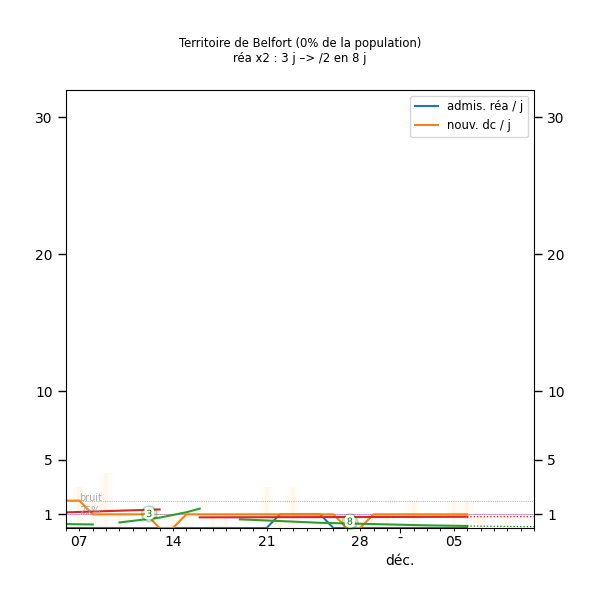 Territoire de Belfort (0% de la population)
réa x2 : 3 j –> /2 en 8 j
admis. réa / j
nouv. dc / j
30 30
20 20
10 10
5 5
bruit
3
8
1 1
07 14 21 28 - 05
déc.